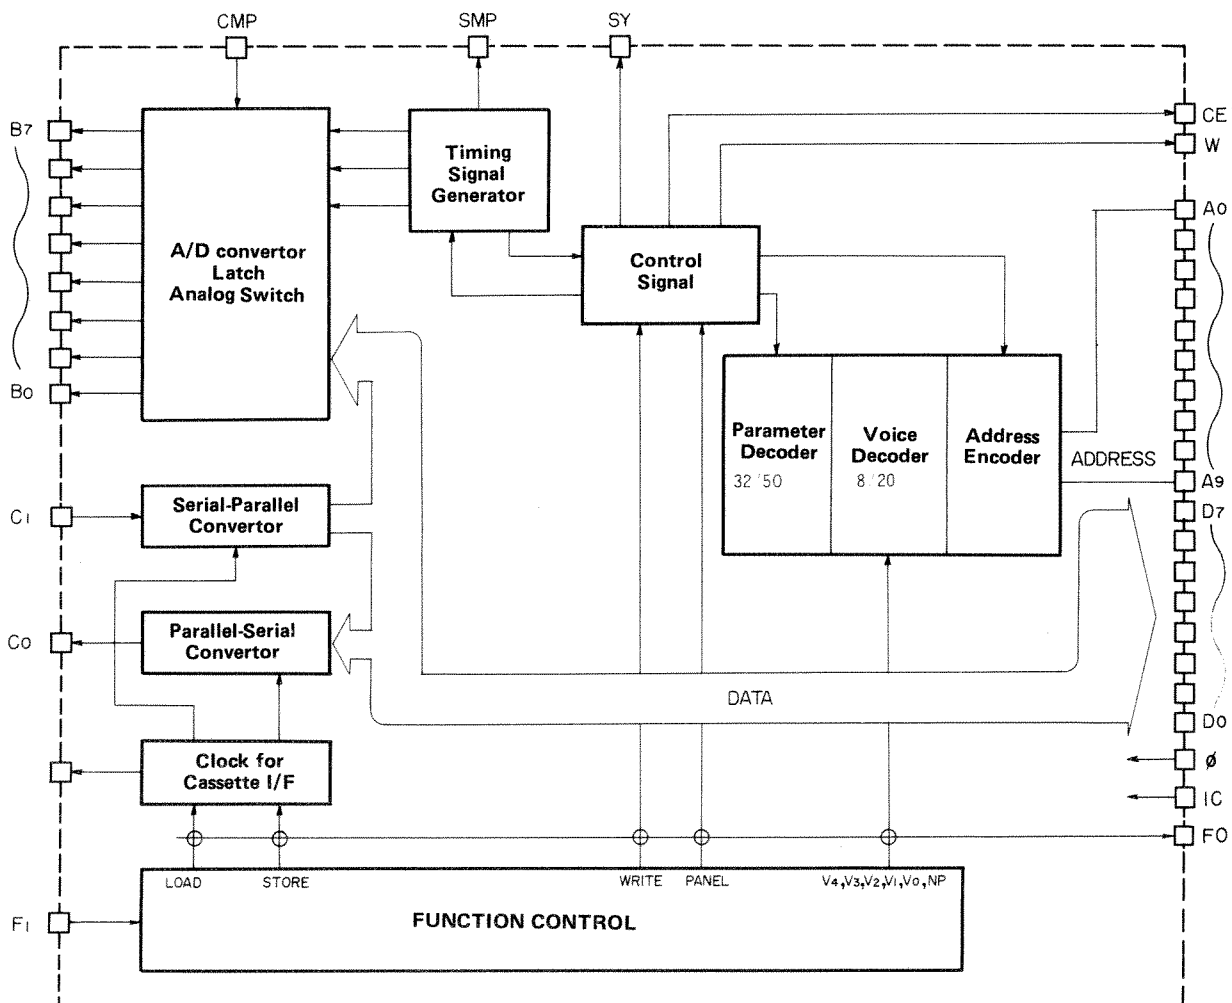 CMP
SMP
SY
B7
CE
W
Timing
Signal
Generator
A0
A/D convertor
Latch
Analog Switch
Control
Signal
B0
Parameter
Decoder
32/50
Voice
Decoder
8/20
Address
Encoder
ADDRESS
A9
C1
Serial-Parallel
Convertor
D7
C0
Parallel-Serial
Convertor
DATA
D0
Clock for
Cassette I/F
ø
IC
F0
LOAD
STORE
WRITE
PANEL
V4,V3,V2,V1,V0,NP
F1
FUNCTION CONTROL